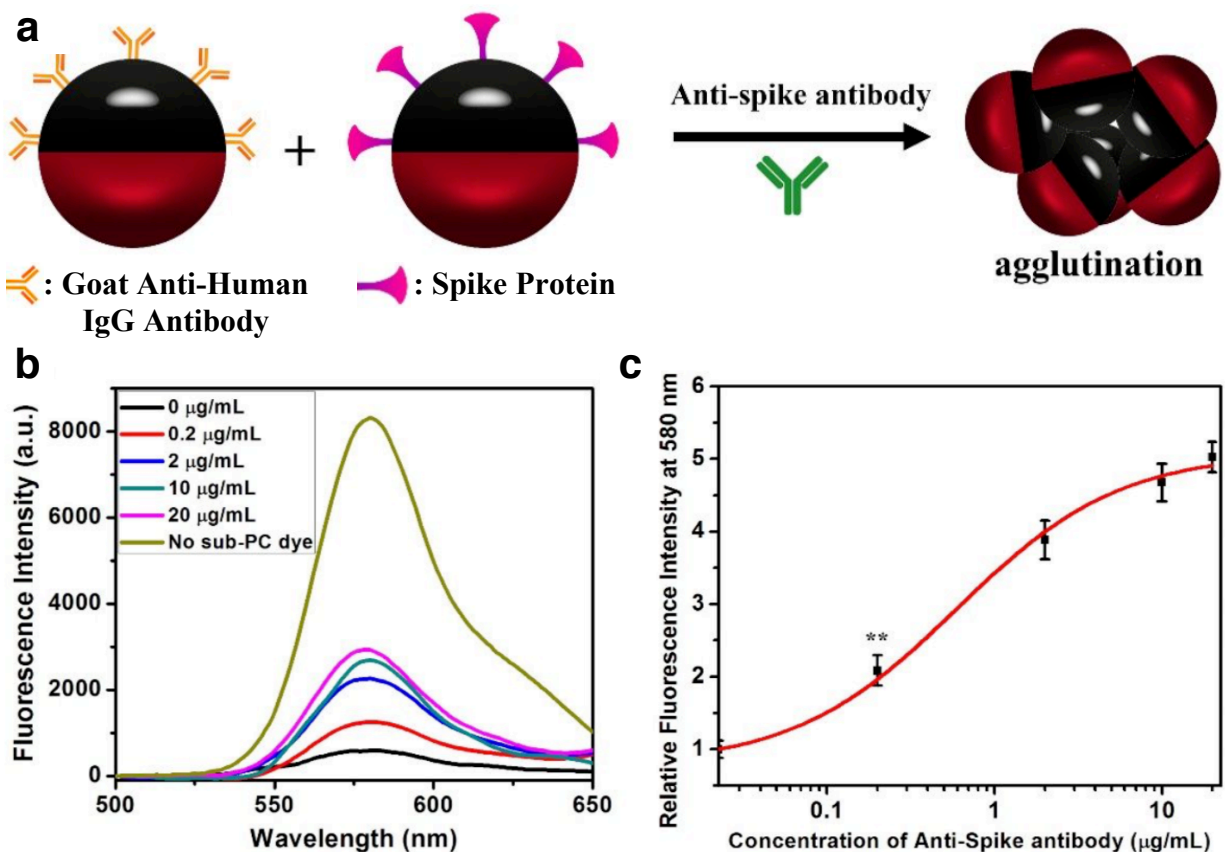 a
Anti-spike antibody
+
agglutination
: Goat Anti-Human
IgG Antibody
: Spike Protein
b
Fluorescence Intensity (a.u.)
8000
6000
4000
2000
0
0 μg/mL
0.2 μg/mL
2 μg/mL
10 μg/mL
20 μg/mL
No sub-PC dye
500
550
600
650
Wavelength (nm)
c
Relative Fluorescence Intensity at 580 nm
6
5
4
3
2
1
**
0.1
1
10
Concentration of Anti-Spike antibody (μg/mL)